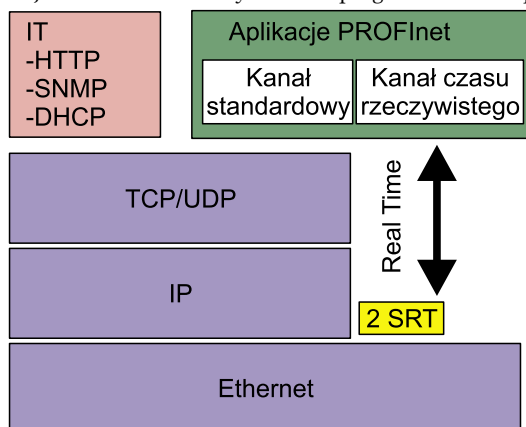 IT
-HTTP
-SNMP
-DHCP
Aplikacje PROFInet
Kanał
standardowy
Kanał czasu
rzeczywistego
TCP/UDP
Real Time
IP
2 SRT
Ethernet